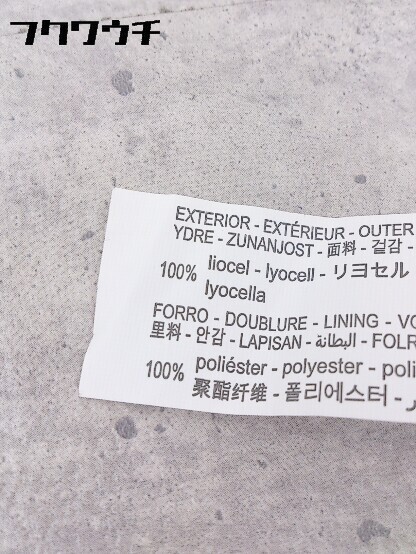 フクワウチ
EXTERIOR - EXTÉRIEUR - OUTER
YDRE - ZUNANJOST - 面料 - 겉감 -
100% liocel - lyocell - リヨセル
lyocella
FORRO - DOUBLURE - LINING - VO
里料 - 안감 - LAPISAN - البطانة - FOLR
100% poliéster - polyester - poli
聚酯纤维 - 폴리에스터 -